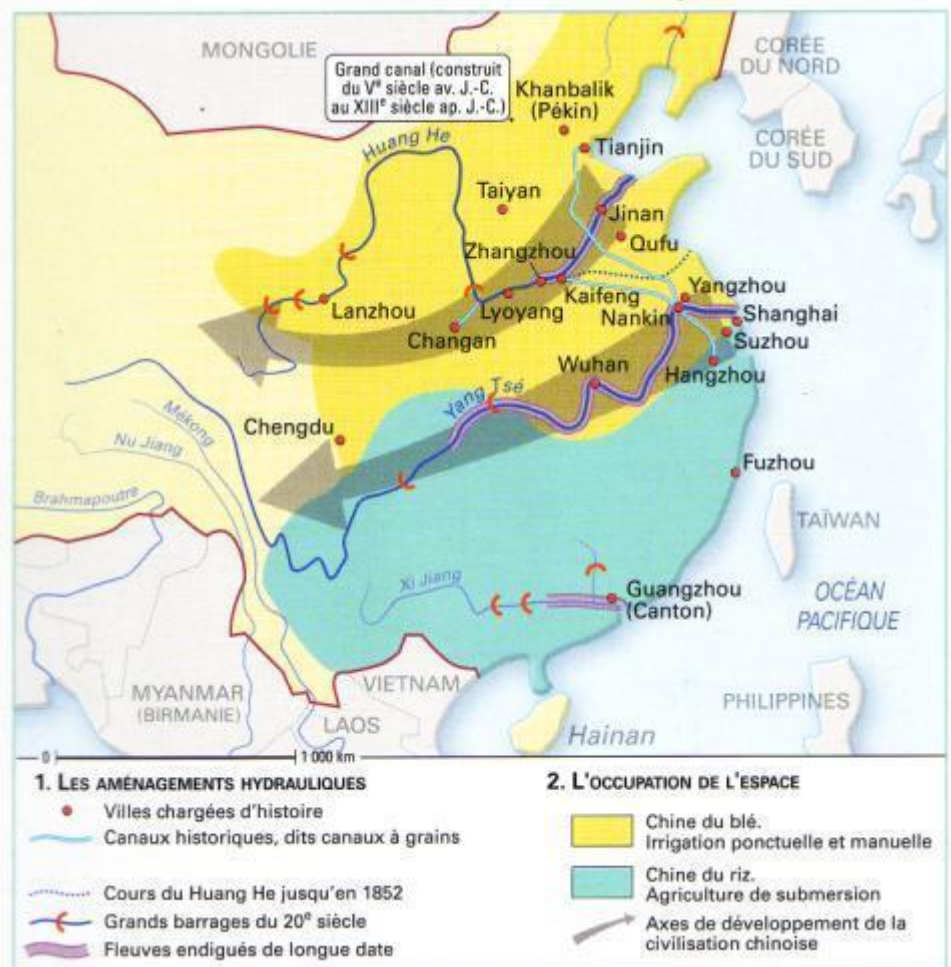 MONGOLIE
CORÉE
DU NORD
Grand canal (construit
du Vᵉ siècle av. J.-C.
au XIIIᵉ siècle ap. J.-C.)
Khanbalik
(Pékin)
Huang He
Tianjin
CORÉE
DU SUD
Taiyan
Jinan
Zhangzhou
Qufu
Lanzhou
Lyoyang
Kaifeng
Yangzhou
Nankin
Shanghai
Changan
Suzhou
Wuhan
Hangzhou
Yang Tsé
Mékong
Chengdu
Nu Jiang
Fuzhou
Brahmapoutre
TAÏWAN
Xi Jiang
Guangzhou
(Canton)
OCÉAN
PACIFIQUE
MYANMAR
(BIRMANIE)
VIETNAM
LAOS
PHILIPPINES
Hainan
0
1 000 km
1. LES AMÉNAGEMENTS HYDRAULIQUES
Villes chargées d'histoire
Canaux historiques, dits canaux à grains
Cours du Huang He jusqu'en 1852
Grands barrages du 20ᵉ siècle
Fleuves endigués de longue date
2. L'OCCUPATION DE L'ESPACE
Chine du blé.
Irrigation ponctuelle et manuelle
Chine du riz.
Agriculture de submersion
Axes de développement de la
civilisation chinoise